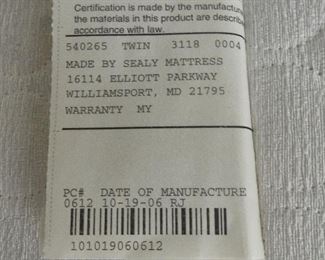 Certification is made by the manufactur
the materials in this product are describe
accordance with law.
540265 TWIN 3118 0004
MADE BY SEALY MATTRESS
16114 ELLIOTT PARKWAY
WILLIAMSPORT, MD 21795
WARRANTY MY
PC# DATE OF MANUFACTURE
0612 10-19-06 RJ
101019060612